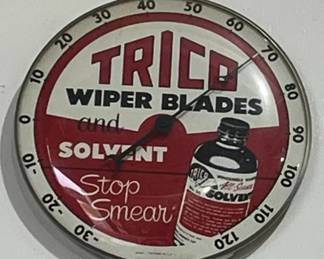 -30 -20 -10 0 10 20 30 40 50 60 70 80 90 100 110 120
TRICO
WIPER BLADES
and
SOLVENT
Stop
Smear
TRICO
SOLVENT